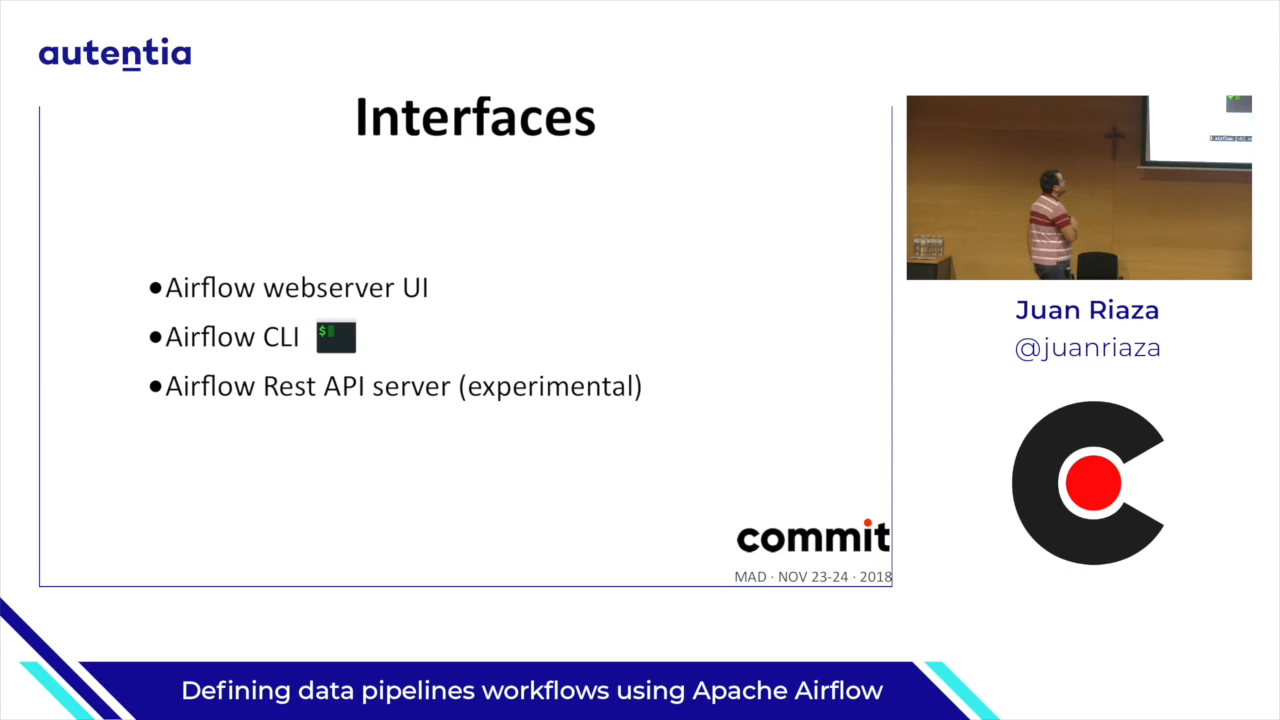 autentia
Interfaces
●Airflow webserver UI
●Airflow CLI $
●Airflow Rest API server (experimental)
commit
MAD · NOV 23-24 · 2018
Juan Riaza
@juanriaza
Defining data pipelines workflows using Apache Airflow